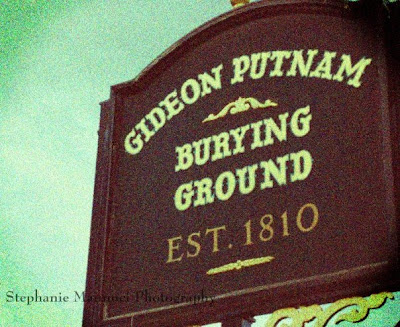 GIDEON PUTNAM
BURYING
GROUND
EST. 1810
Stephanie Photography